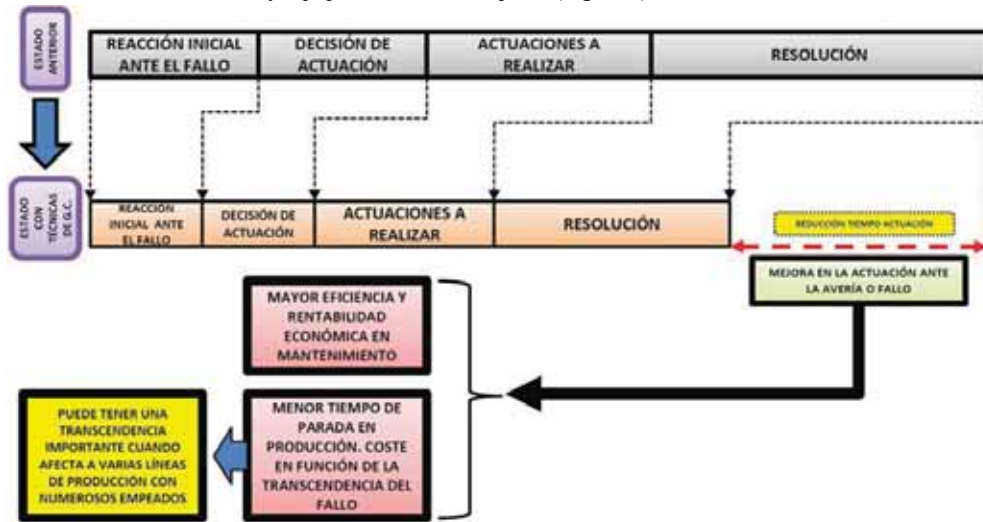 ESTADO
ANTERIOR
REACCIÓN INICIAL
ANTE EL FALLO
DECISIÓN DE
ACTUACIÓN
ACTUACIONES A
REALIZAR
RESOLUCIÓN
ESTADO
CON
TÉCNICAS
DE G.C.
REACCIÓN
INICIAL ANTE
EL FALLO
DECISIÓN DE
ACTUACIÓN
ACTUACIONES A
REALIZAR
RESOLUCIÓN
REDUCCIÓN TIEMPO ACTUACIÓN
MEJORA EN LA ACTUACIÓN ANTE
LA AVERÍA O FALLO
MAYOR EFICIENCIA Y
RENTABILIDAD
ECONÓMICA EN
MANTENIMIENTO
MENOR TIEMPO DE
PARADA EN
PRODUCCIÓN. COSTE
EN FUNCIÓN DE LA
TRANSCENDENCIA DEL
FALLO
PUEDE TENER UNA
TRANSCENDENCIA
IMPORTANTE CUANDO
AFECTA A VARIAS LÍNEAS
DE PRODUCCIÓN CON
NUMEROSOS EMPEADOS